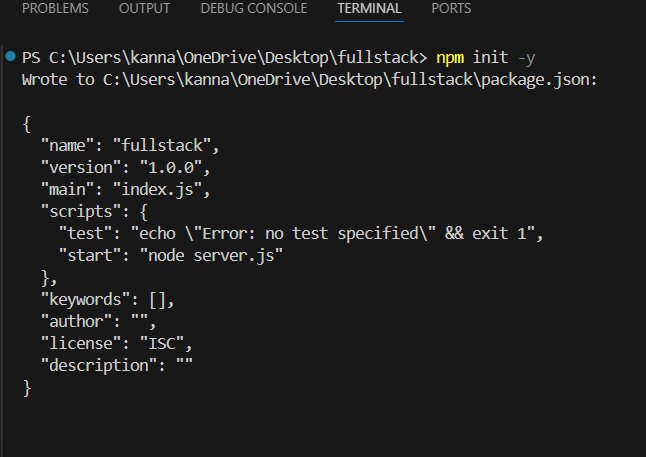 PROBLEMS OUTPUT DEBUG CONSOLE TERMINAL PORTS
PS C:\Users\kanna\OneDrive\Desktop\fullstack> npm init -y
Wrote to C:\Users\kanna\OneDrive\Desktop\fullstack\package.json:
{
  "name": "fullstack",
  "version": "1.0.0",
  "main": "index.js",
  "scripts": {
    "test": "echo \"Error: no test specified\" && exit 1",
    "start": "node server.js"
  },
  "keywords": [],
  "author": "",
  "license": "ISC",
  "description": ""
}